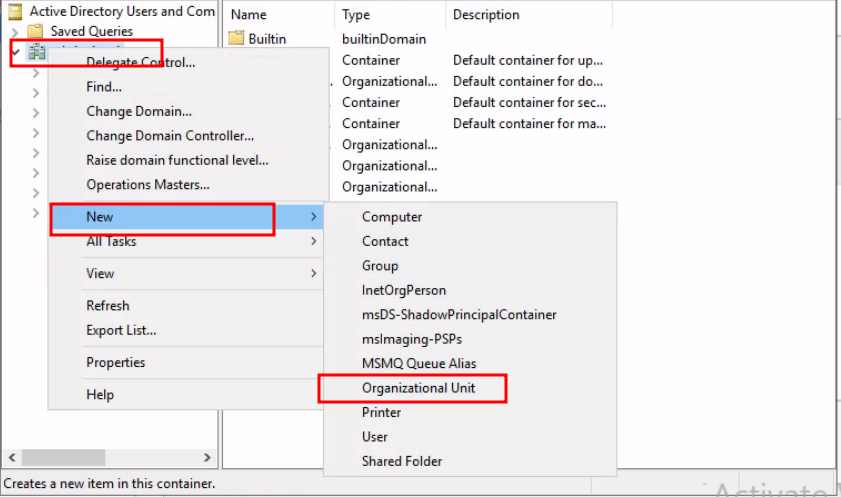 Active Directory Users and Com
Name Type Description
Saved Queries
Builtin builtinDomain
Delegate Control...
Container Default container for up...
Find...
Organizational... Default container for do...
Change Domain...
Container Default container for sec...
Change Domain Controller...
Container Default container for ma...
Raise domain functional level...
Organizational...
Operations Masters...
Organizational...
Organizational...
New
All Tasks
View
Refresh
Export List...
Properties
Help
Computer
Contact
Group
InetOrgPerson
msDS-ShadowPrincipalContainer
msImaging-PSPs
MSMQ Queue Alias
Organizational Unit
Printer
User
Shared Folder
Creates a new item in this container.
Activate